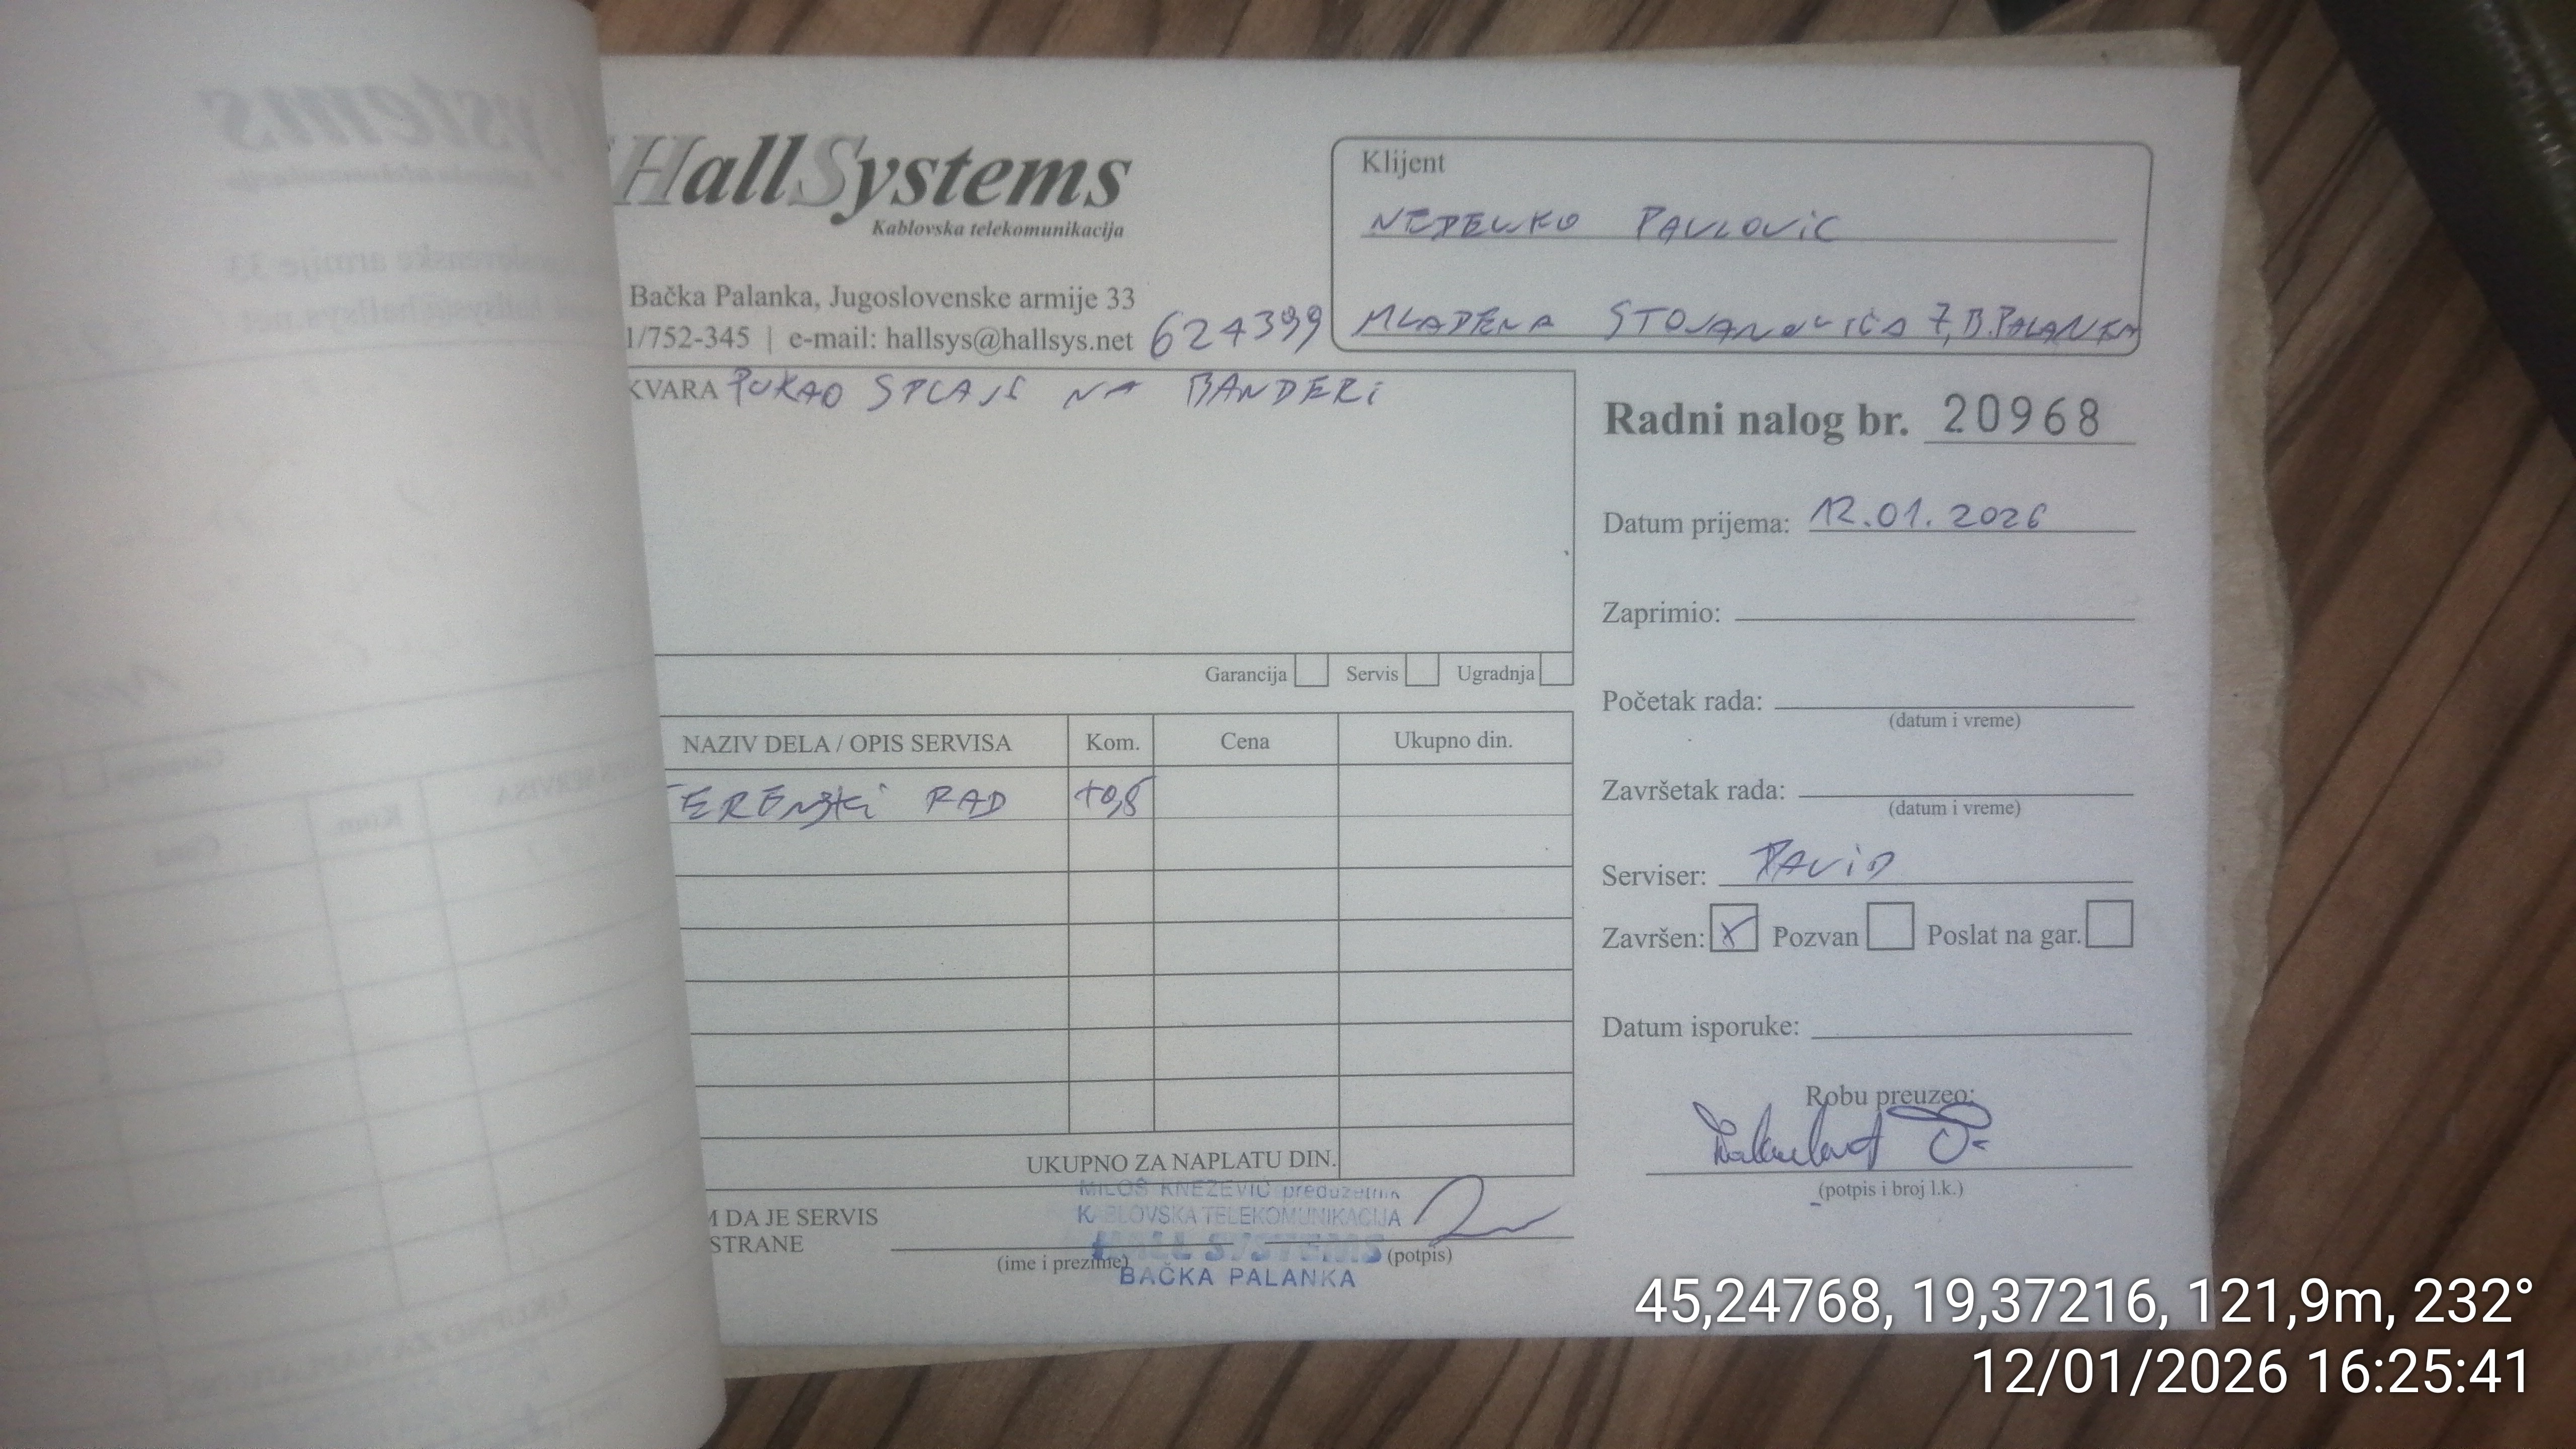 HallSystems
Kablovska telekomunikacija
Bačka Palanka, Jugoslovenske armije 33
1/752-345 | e-mail: hallsys@hallsys.net
624399
Klijent
NEDELJKO PAVLOVIĆ
MLADENA STOJANOVIĆA 7, B.PALANKA
KVARA PUKAO SPLAJS NA BANDERI
Garancija Servis Ugradnja
NAZIV DELA / OPIS SERVISA Kom. Cena Ukupno din.
TERENSKI RAD +0,5
UKUPNO ZA NAPLATU DIN.
M DA JE SERVIS
STRANE
(ime i prezime) (potpis)
MILOŠ KNEŽEVIĆ preduzetnik
KABLOVSKA TELEKOMUNIKACIJA
HALL SYSTEMS
BAČKA PALANKA
Radni nalog br. 20968
Datum prijema: 12.01.2026
Zaprimio:
Početak rada:
(datum i vreme)
Završetak rada:
(datum i vreme)
Serviser: DAVID
Završen: X Pozvan Poslat na gar.
Datum isporuke:
Robu preuzeo:
(potpis i broj l.k.)
45,24768, 19,37216, 121,9m, 232°
12/01/2026 16:25:41